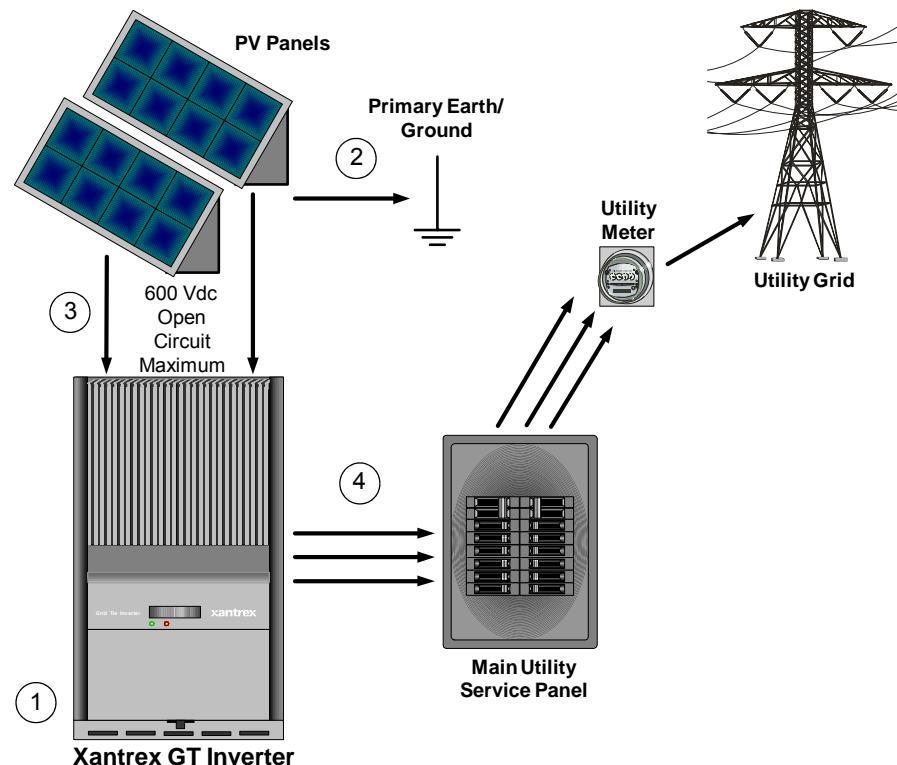 PV Panels
Primary Earth/
Ground
2
Utility
Meter
Utility Grid
3
600 Vdc
Open
Circuit
Maximum
4
Grid Tie Inverter
xantrex
Main Utility
Service Panel
1
Xantrex GT Inverter